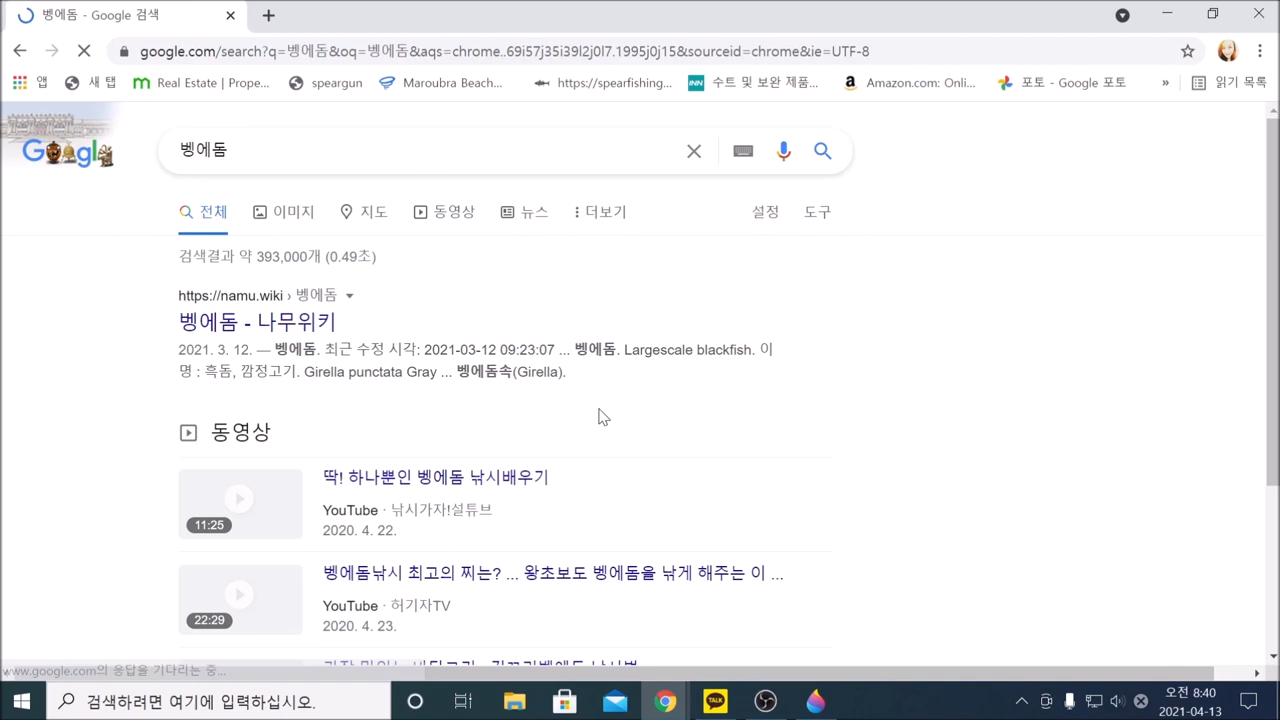 벵에돔 - Google 검색
google.com/search?q=벵에돔&oq=벵에돔&aqs=chrome..69i57j35i39l2j0l7.1995j0j15&sourceid=chrome&ie=UTF-8
앱 새 탭 Real Estate | Prope... speargun Maroubra Beach... https://spearfishing... 수트 및 보완 제품... Amazon.com: Onli... 포토 - Google 포토 » 읽기 목록
Google
벵에돔
전체 이미지 지도 동영상 뉴스 더보기 설정 도구
검색결과 약 393,000개 (0.49초)
https://namu.wiki › 벵에돔
벵에돔 - 나무위키
2021. 3. 12. — 벵에돔. 최근 수정 시각: 2021-03-12 09:23:07 ... 벵에돔. Largescale blackfish. 이
명 : 흑돔, 깜정고기. Girella punctata Gray ... 벵에돔속(Girella).
동영상
딱! 하나뿐인 벵에돔 낚시배우기
YouTube · 낚시가자!설튜브
11:25
2020. 4. 22.
벵에돔낚시 최고의 찌는? ... 왕초보도 벵에돔을 낚게 해주는 이 ...
YouTube · 허기자TV
22:29
2020. 4. 23.
www.google.com의 응답을 기다리는 중...
검색하려면 여기에 입력하십시오.
TALK
오전 8:40
2021-04-13